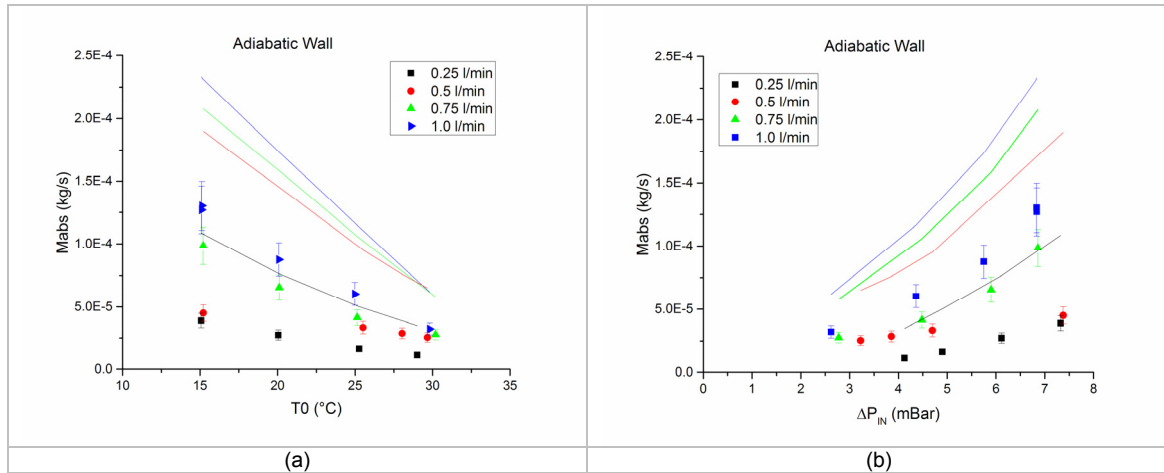 Adiabatic Wall
2.5E-4
2.0E-4
1.5E-4
1.0E-4
5.0E-5
0.0
Mabs (kg/s)
0.25 l/min
0.5 l/min
0.75 l/min
1.0 l/min
10 15 20 25 30 35
T0 (°C)
(a)
Adiabatic Wall
2.5E-4
2.0E-4
1.5E-4
1.0E-4
5.0E-5
0.0
Mabs (kg/s)
0.25 l/min
0.5 l/min
0.75 l/min
1.0 l/min
0 1 2 3 4 5 6 7 8
ΔP_IN (mBar)
(b)